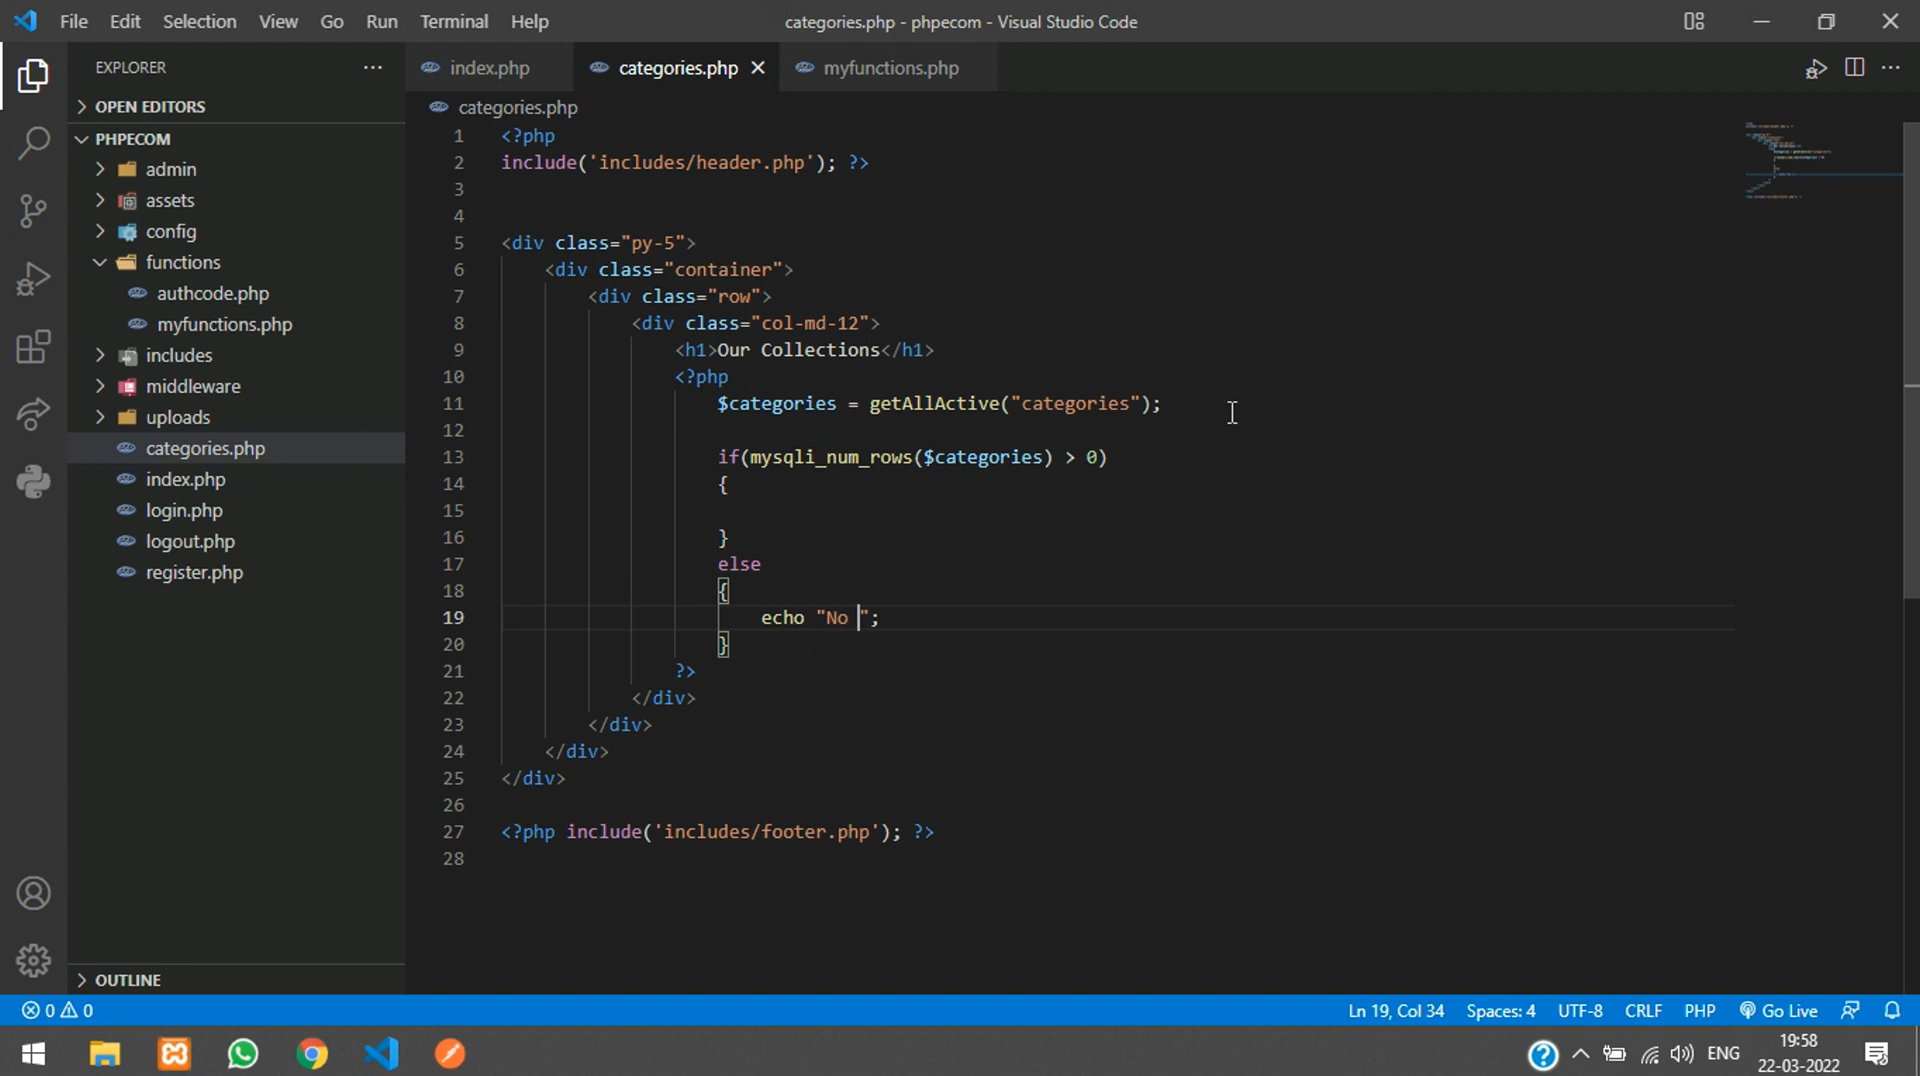 File Edit Selection View Go Run Terminal Help
categories.php - phpecom - Visual Studio Code
EXPLORER
OPEN EDITORS
PHPECOM
admin
assets
config
functions
authcode.php
myfunctions.php
includes
middleware
uploads
categories.php
index.php
login.php
logout.php
register.php
OUTLINE
index.php categories.php myfunctions.php
categories.php
1 <?php
2 include('includes/header.php'); ?>
3
4
5 <div class="py-5">
6 <div class="container">
7 <div class="row">
8 <div class="col-md-12">
9 <h1>Our Collections</h1>
10 <?php
11 $categories = getAllActive("categories");
12
13 if(mysqli_num_rows($categories) > 0)
14 {
15
16 }
17 else
18 {
19 echo "No ";
20 }
21 ?>
22 </div>
23 </div>
24 </div>
25 </div>
26
27 <?php include('includes/footer.php'); ?>
28
0 0 Ln 19, Col 34 Spaces: 4 UTF-8 CRLF PHP Go Live
ENG 19:58
22-03-2022